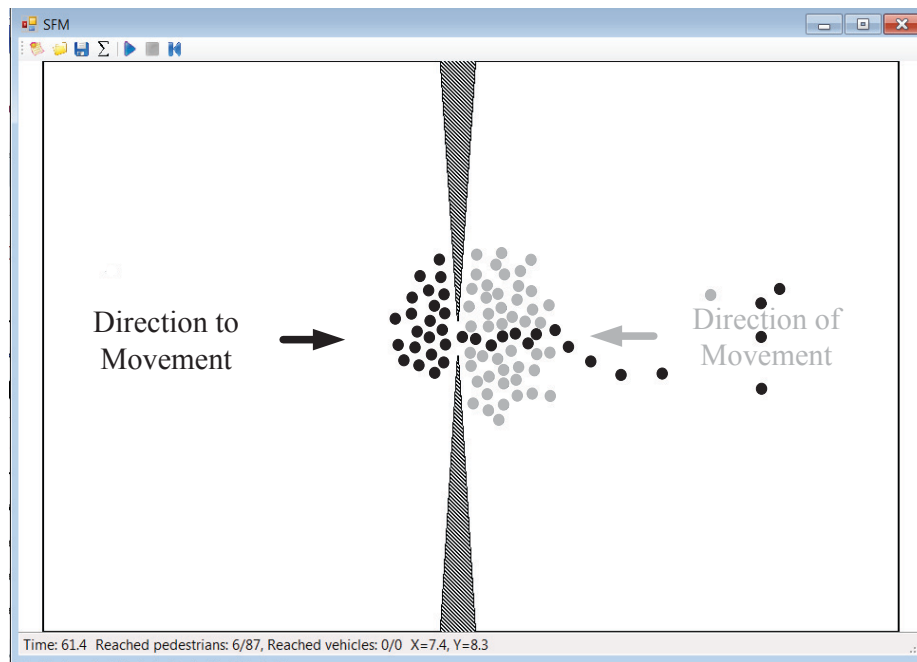 SFM
Σ
Direction to
Movement
Direction of
Movement
Time: 61.4 Reached pedestrians: 6/87, Reached vehicles: 0/0 X=7.4, Y=8.3